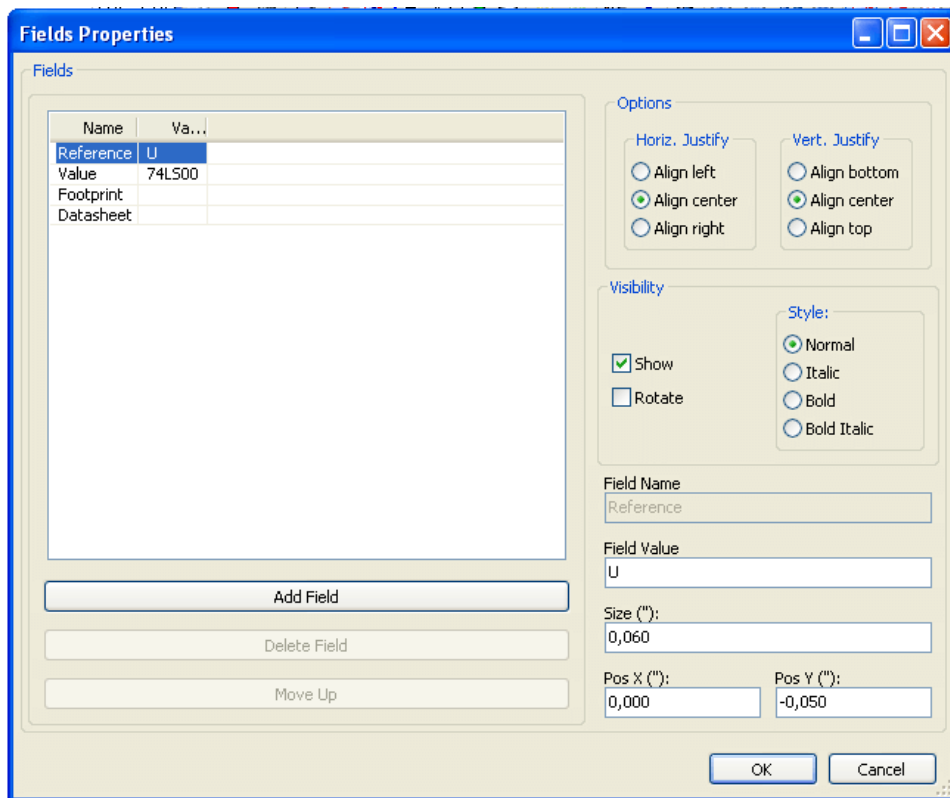 Fields Properties
Fields
Name Va...
Reference U
Value 74LS00
Footprint
Datasheet
Add Field
Delete Field
Move Up
Options
Horiz. Justify
Align left
Align center
Align right
Vert. Justify
Align bottom
Align center
Align top
Visibility
Show
Rotate
Style:
Normal
Italic
Bold
Bold Italic
Field Name
Reference
Field Value
U
Size ("):
0,060
Pos X ("): Pos Y ("):
0,000 -0,050
OK Cancel